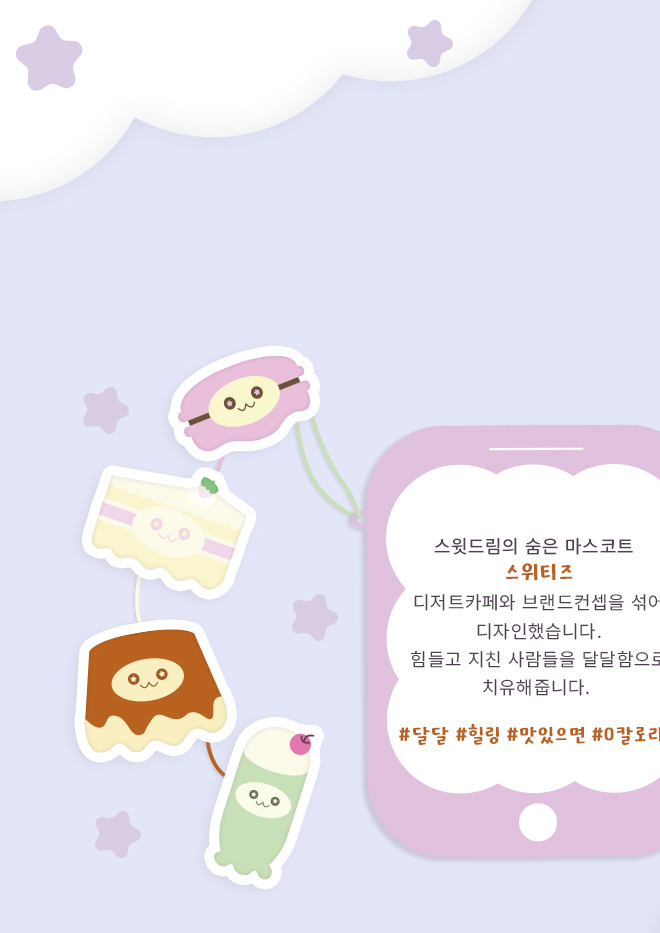 스윗드림의 숨은 마스코트
스위티즈
디저트카페와 브랜드컨셉을 섞어
디자인했습니다.
힘들고 지친 사람들을 달달함으로
치유해줍니다.
#달달 #힐링 #맛있으면 #0칼로리